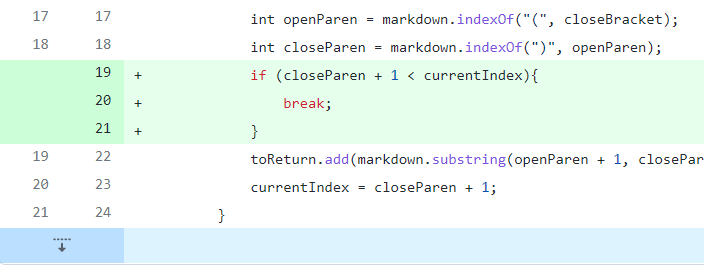 17 17 int openParen = markdown.indexOf("(", closeBracket);
18 18 int closeParen = markdown.indexOf(")", openParen);
19 + if (closeParen + 1 < currentIndex){
20 + break;
21 + }
19 22 toReturn.add(markdown.substring(openParen + 1, closePar
20 23 currentIndex = closeParen + 1;
21 24 }